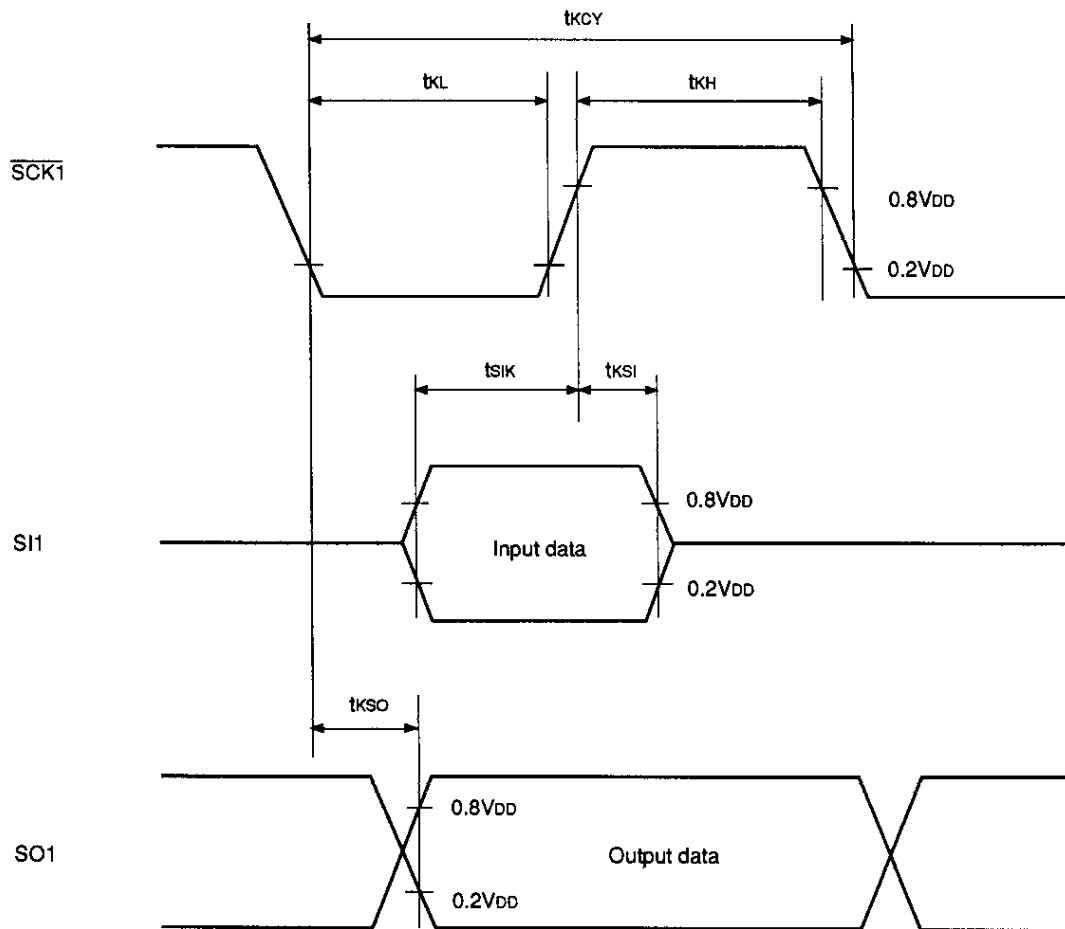 tKCY
tKL
tKH
SCK1
0.8VDD
0.2VDD
tSIK
tKSI
0.8VDD
SI1
Input data
0.2VDD
tKSO
0.8VDD
SO1
Output data
0.2VDD